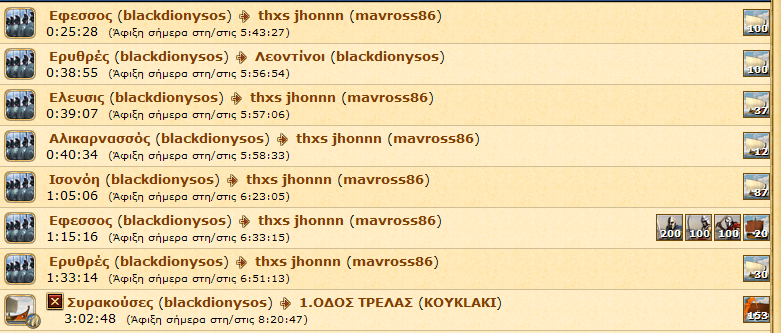 Εφεσσος (blackdionysos) thxs jhonnn (mavross86)
0:25:28 (Άφιξη σήμερα στη/στις 5:43:27) 100
Ερυθρές (blackdionysos) Λεοντίνοι (blackdionysos)
0:38:55 (Άφιξη σήμερα στη/στις 5:56:54) 100
Ελευσις (blackdionysos) thxs jhonnn (mavross86)
0:39:07 (Άφιξη σήμερα στη/στις 5:57:06) 37
Αλικαρνασσός (blackdionysos) thxs jhonnn (mavross86)
0:40:34 (Άφιξη σήμερα στη/στις 5:58:33) 12
Ισονόη (blackdionysos) thxs jhonnn (mavross86)
1:05:06 (Άφιξη σήμερα στη/στις 6:23:05) 87
Εφεσσος (blackdionysos) thxs jhonnn (mavross86)
1:15:16 (Άφιξη σήμερα στη/στις 6:33:15) 200 100 100 20
Ερυθρές (blackdionysos) thxs jhonnn (mavross86)
1:33:14 (Άφιξη σήμερα στη/στις 6:51:13) 30
Συρακούσες (blackdionysos) 1.ΟΔΟΣ ΤΡΕΛΑΣ (KOYKLAKI)
3:02:48 (Άφιξη σήμερα στη/στις 8:20:47) 153